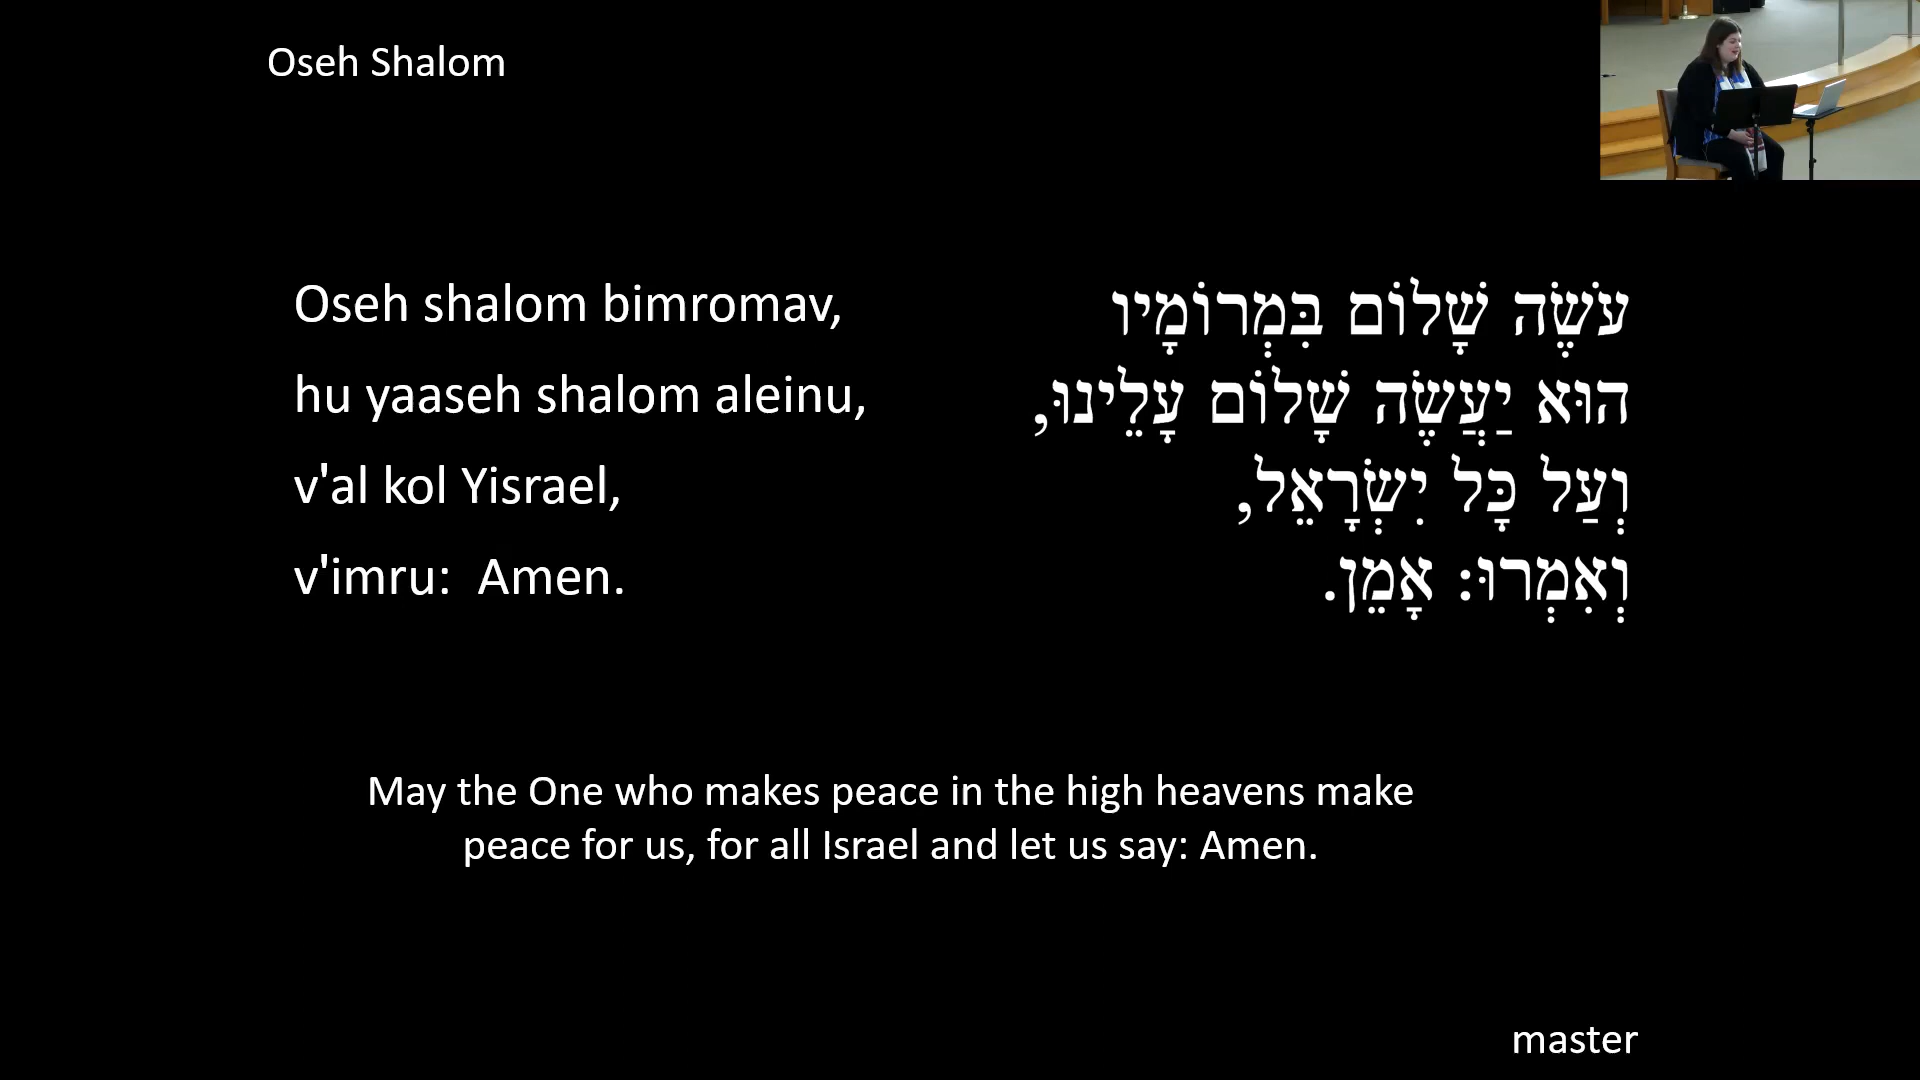 Oseh Shalom
Oseh shalom bimromav,
hu yaaseh shalom aleinu,
v'al kol Yisrael,
v'imru:  Amen.
עֹשֶׂה שָׁלוֹם בִּמְרוֹמָיו
הוּא יַעֲשֶׂה שָׁלוֹם עָלֵינוּ,
וְעַל כָּל יִשְׂרָאֵל,
וְאִמְרוּ: אָמֵן.
May the One who makes peace in the high heavens make
peace for us, for all Israel and let us say: Amen.
master